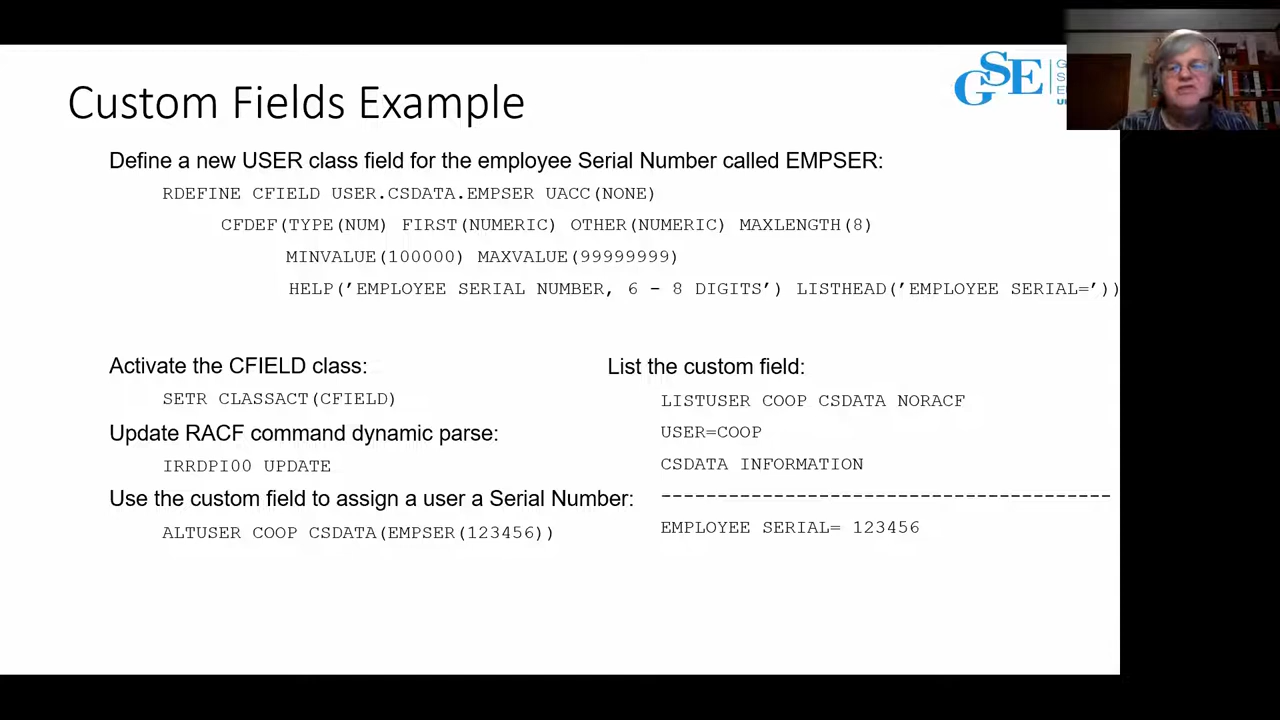 GSE
G
S
E
U
Custom Fields Example
Define a new USER class field for the employee Serial Number called EMPSER:
RDEFINE CFIELD USER.CSDATA.EMPSER UACC(NONE)
CFDEF(TYPE(NUM) FIRST(NUMERIC) OTHER(NUMERIC) MAXLENGTH(8)
MINVALUE(100000) MAXVALUE(99999999)
HELP(’EMPLOYEE SERIAL NUMBER, 6 – 8 DIGITS’) LISTHEAD(’EMPLOYEE SERIAL=’))
Activate the CFIELD class:
SETR CLASSACT(CFIELD)
Update RACF command dynamic parse:
IRRDPI00 UPDATE
Use the custom field to assign a user a Serial Number:
ALTUSER COOP CSDATA(EMPSER(123456))
List the custom field:
LISTUSER COOP CSDATA NORACF
USER=COOP
CSDATA INFORMATION
----------------------------------------
EMPLOYEE SERIAL= 123456